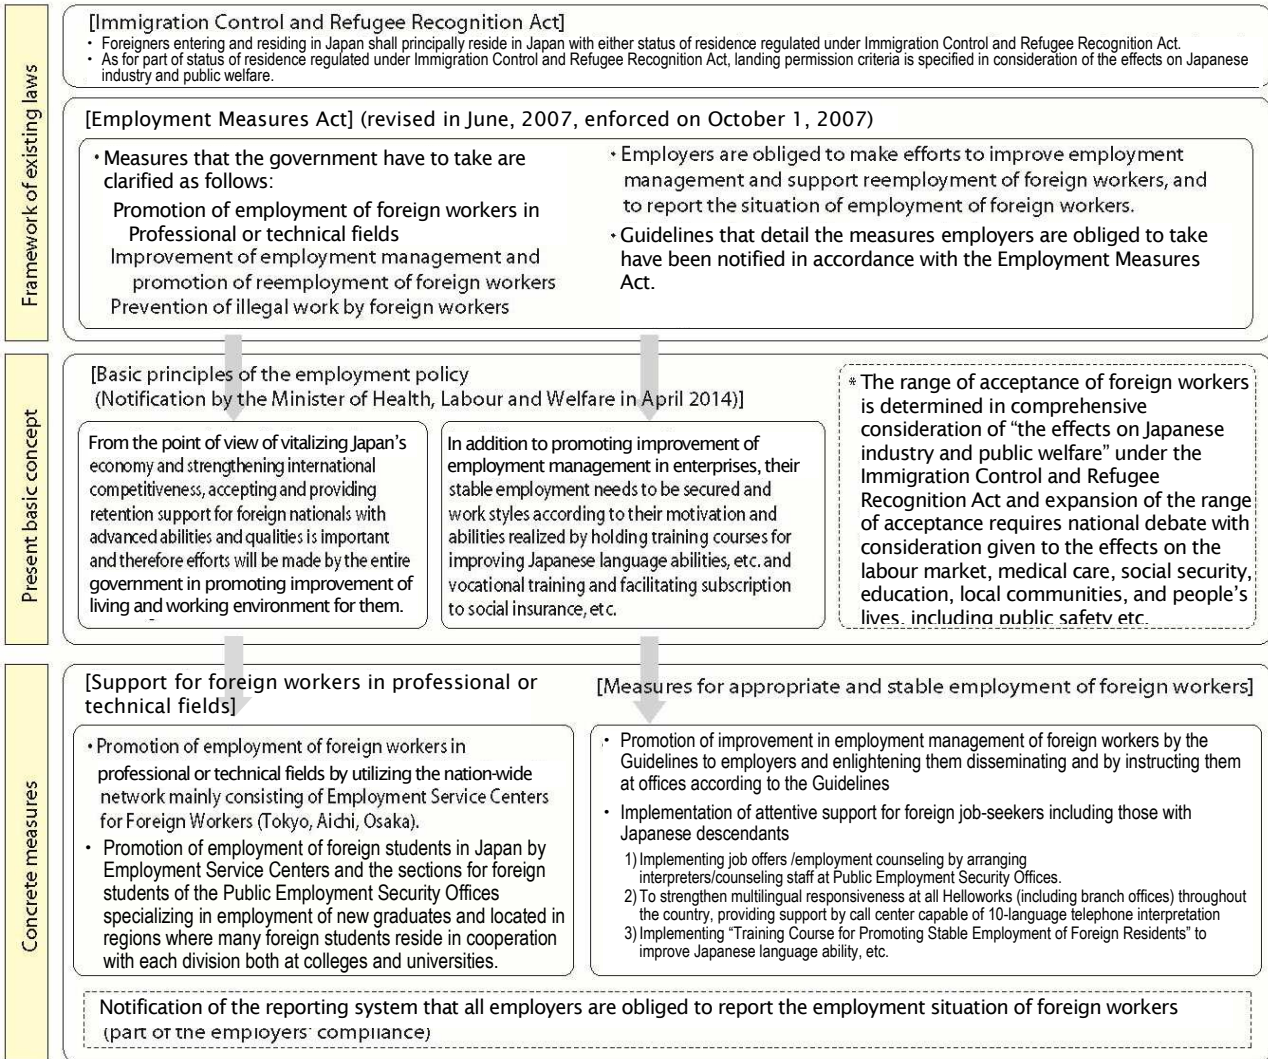 Framework of existing laws
[Immigration Control and Refugee Recognition Act]
・ Foreigners entering and residing in Japan shall principally reside in Japan with either status of residence regulated under Immigration Control and Refugee Recognition Act.
・ As for part of status of residence regulated under Immigration Control and Refugee Recognition Act, landing permission criteria is specified in consideration of the effects on Japanese
industry and public welfare.
[Employment Measures Act] (revised in June, 2007, enforced on October 1, 2007)
・Measures that the government have to take are
clarified as follows:
Promotion of employment of foreign workers in
Professional or technical fields
Improvement of employment management and
promotion of reemployment of foreign workers
Prevention of illegal work by foreign workers
・Employers are obliged to make efforts to improve employment
management and support reemployment of foreign workers, and
to report the situation of employment of foreign workers.
・Guidelines that detail the measures employers are obliged to take
have been notified in accordance with the Employment Measures
Act.
Present basic concept
[Basic principles of the employment policy
(Notification by the Minister of Health, Labour and Welfare in April 2014)]
From the point of view of vitalizing Japan's
economy and strengthening international
competitiveness, accepting and providing
retention support for foreign nationals with
advanced abilities and qualities is important
and therefore efforts will be made by the entire
government in promoting improvement of
living and working environment for them.
In addition to promoting improvement of
employment management in enterprises, their
stable employment needs to be secured and
work styles according to their motivation and
abilities realized by holding training courses for
improving Japanese language abilities, etc. and
vocational training and facilitating subscription
to social insurance, etc.
* The range of acceptance of foreign workers
is determined in comprehensive
consideration of “the effects on Japanese
industry and public welfare” under the
Immigration Control and Refugee
Recognition Act and expansion of the range
of acceptance requires national debate with
consideration given to the effects on the
labour market, medical care, social security,
education, local communities, and people's
lives, including public safety etc.
Concrete measures
[Support for foreign workers in professional or
technical fields]
・Promotion of employment of foreign workers in
professional or technical fields by utilizing the nation-wide
network mainly consisting of Employment Service Centers
for Foreign Workers (Tokyo, Aichi, Osaka).
・ Promotion of employment of foreign students in Japan by
Employment Service Centers and the sections for foreign
students of the Public Employment Security Offices
specializing in employment of new graduates and located in
regions where many foreign students reside in cooperation
with each division both at colleges and universities.
[Measures for appropriate and stable employment of foreign workers]
・ Promotion of improvement in employment management of foreign workers by the
Guidelines to employers and enlightening them disseminating and by instructing them
at offices according to the Guidelines
・ Implementation of attentive support for foreign job-seekers including those with
Japanese descendants
1) Implementing job offers /employment counseling by arranging
interpreters/counseling staff at Public Employment Security Offices.
2) To strengthen multilingual responsiveness at all Helloworks (including branch offices) throughout
the country, providing support by call center capable of 10-language telephone interpretation
3) Implementing “Training Course for Promoting Stable Employment of Foreign Residents” to
improve Japanese language ability, etc.
Notification of the reporting system that all employers are obliged to report the employment situation of foreign workers
(part of the employers' compliance)